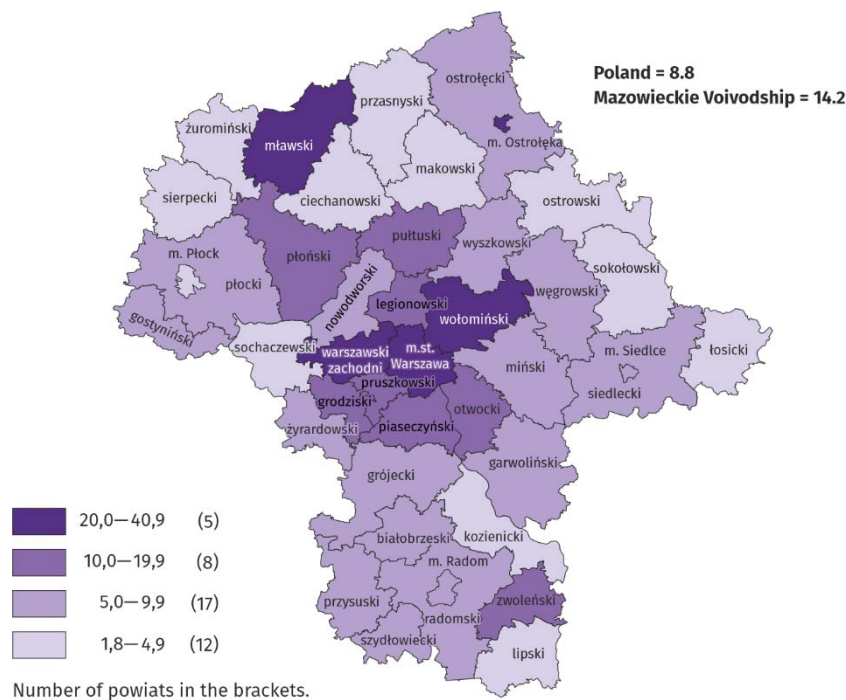 Poland = 8.8
Mazowieckie Voivodship = 14.2
ostrołęcki
przasnyski
żuromiński
mławski
m. Ostrołęka
makowski
sierpecki
ciechanowski
ostrowski
pułtuski
wyszkowski
m. Płock
płoński
sokołowski
płocki
nowodworski
legionowski
węgrowski
wołomiński
gostyniński
sochaczewski
warszawski
zachodni
m.st.
Warszawa
m. Siedlce
łosicki
miński
siedlecki
pruszkowski
grodziski
otwocki
żyrardowski
piaseczyński
garwoliński
grójecki
kozienicki
białobrzeski
m. Radom
przysuski
zwoleński
radomski
szydłowiecki
lipski
20,0—40,9 (5)
10,0—19,9 (8)
5,0—9,9 (17)
1,8—4,9 (12)
Number of powiats in the brackets.